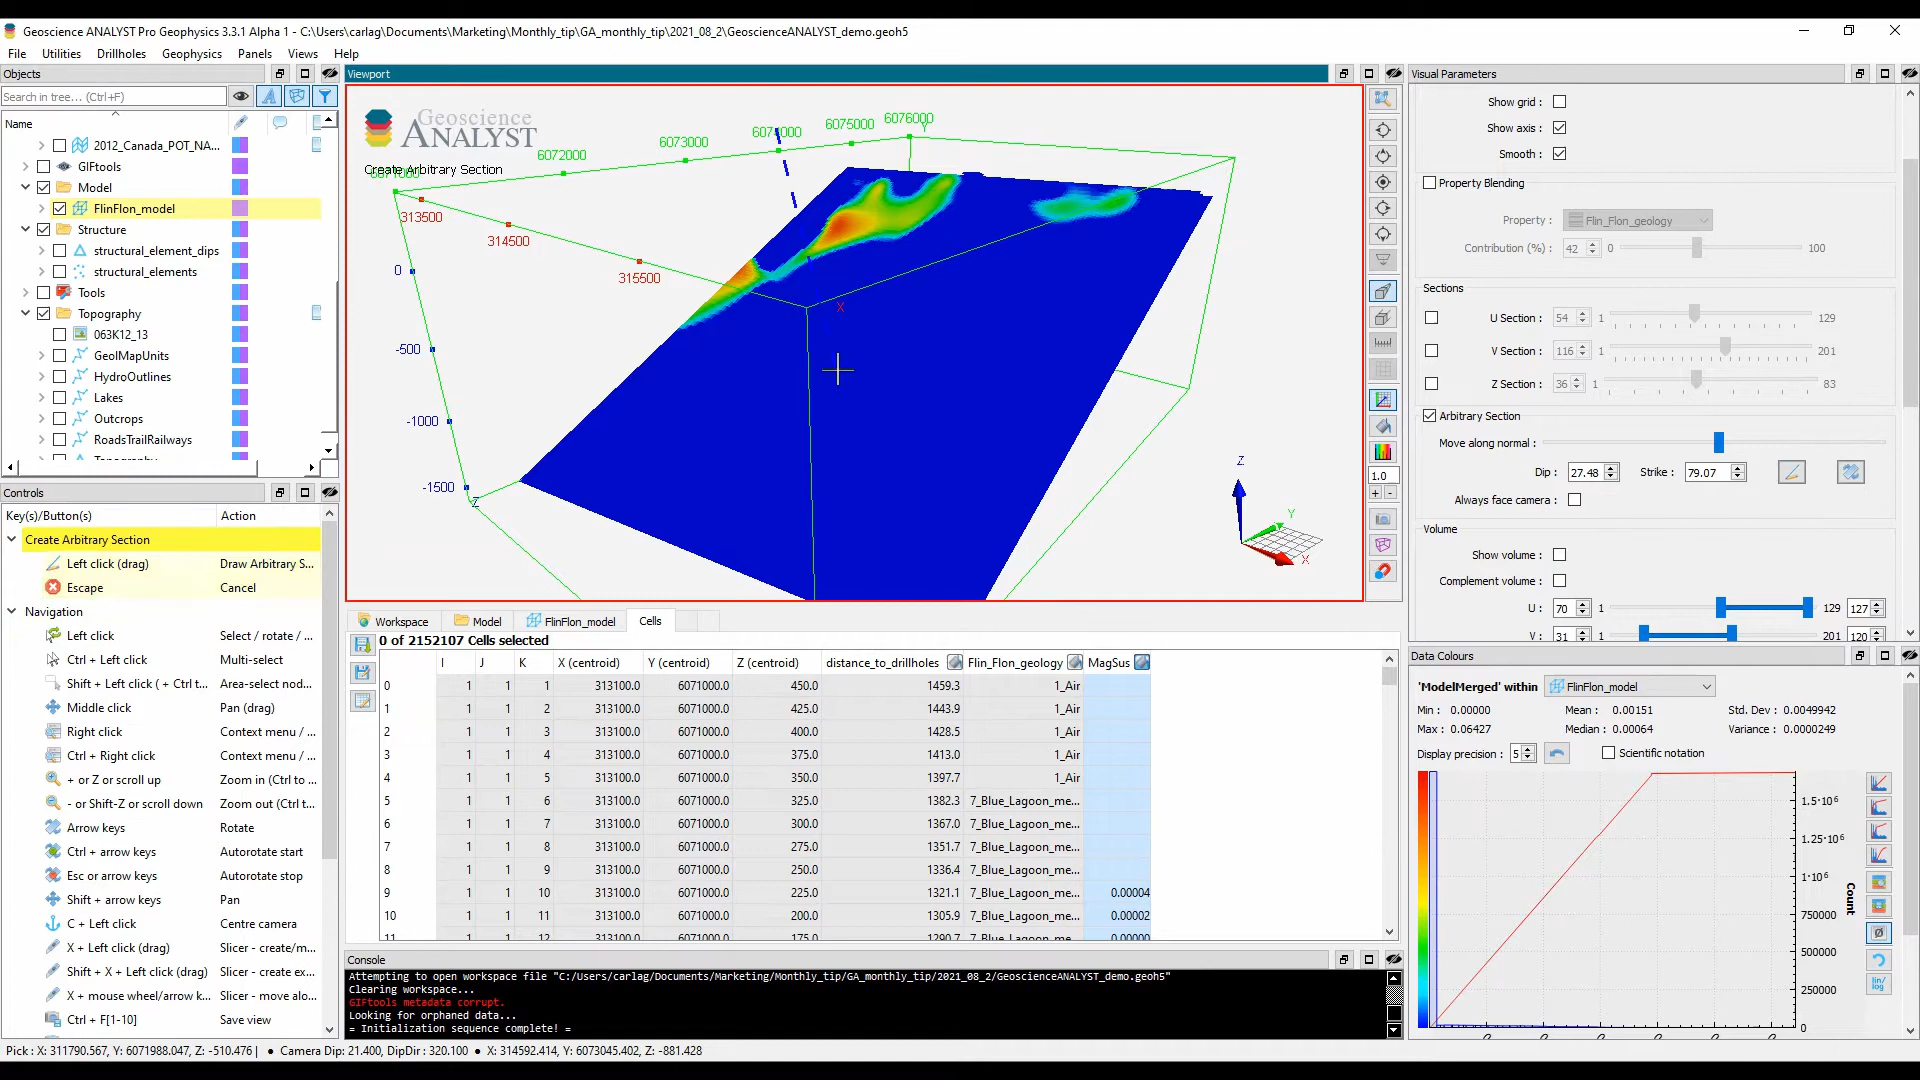 Geoscience ANALYST Pro Geophysics 3.3.1 Alpha 1 - C:\Users\carlag\Documents\Marketing\Monthly_tip\GA_monthly_tip\2021_08_2\GeoscienceANALYST_demo.geoh5
File Utilities Drillholes Geophysics Panels Views Help
Objects
Search in tree... (Ctrl+F)
Name
2012_Canada_POT_NA...
GIFtools
Model
FlinFlon_model
Structure
structural_element_dips
structural_elements
Tools
Topography
063K12_13
GeolMapUnits
HydroOutlines
Lakes
Outcrops
RoadsTrailRailways
Controls
Key(s)/Button(s) Action
Create Arbitrary Section
Left click (drag) Draw Arbitrary S...
Escape Cancel
Navigation
Left click Select / rotate / ...
Ctrl + Left click Multi-select
Shift + Left click ( + Ctrl t... Area-select nod...
Middle click Pan (drag)
Right click Context menu / ...
Ctrl + Right click Context menu / ...
+ or Z or scroll up Zoom in (Ctrl to ...
- or Shift-Z or scroll down Zoom out (Ctrl t...
Arrow keys Rotate
Ctrl + arrow keys Autorotate start
Esc or arrow keys Autorotate stop
Shift + arrow keys Pan
C + Left click Centre camera
X + Left click (drag) Slicer - create/m...
Shift + X + Left click (drag) Slicer - create ex...
X + mouse wheel/arrow k... Slicer - move alo...
Ctrl + F[1-10] Save view
Viewport
Geoscience
ANALYST
Create Arbitrary Section
6072000 6073000 6075000 6076000 Y
313500
314500
315500
X
0
-500
-1000
-1500
Z
Z
Y
X
1.0
+ -
Workspace Model FlinFlon_model Cells
0 of 2152107 Cells selected
I J K X (centroid) Y (centroid) Z (centroid) distance_to_drillholes Flin_Flon_geology MagSus
0 1 1 1 313100.0 6071000.0 450.0 1459.3 1_Air
1 1 1 2 313100.0 6071000.0 425.0 1443.9 1_Air
2 1 1 3 313100.0 6071000.0 400.0 1428.5 1_Air
3 1 1 4 313100.0 6071000.0 375.0 1413.0 1_Air
4 1 1 5 313100.0 6071000.0 350.0 1397.7 1_Air
5 1 1 6 313100.0 6071000.0 325.0 1382.3 7_Blue_Lagoon_me...
6 1 1 7 313100.0 6071000.0 300.0 1367.0 7_Blue_Lagoon_me...
7 1 1 8 313100.0 6071000.0 275.0 1351.7 7_Blue_Lagoon_me...
8 1 1 9 313100.0 6071000.0 250.0 1336.4 7_Blue_Lagoon_me...
9 1 1 10 313100.0 6071000.0 225.0 1321.1 7_Blue_Lagoon_me... 0.00004
10 1 1 11 313100.0 6071000.0 200.0 1305.9 7_Blue_Lagoon_me... 0.00002
11 1 1 12 313100.0 6071000.0 175.0 1290.7 7_Blue_Lagoon_me... 0.00000
Console
Attempting to open workspace file "C:/Users/carlag/Documents/Marketing/Monthly_tip/GA_monthly_tip/2021_08_2/GeoscienceANALYST_demo.geoh5"
Clearing workspace...
GIFtools metadata corrupt.
Looking for orphaned data...
= Initialization sequence complete! =
Visual Parameters
Show grid :
Show axis :
Smooth :
Property Blending
Property : Flin_Flon_geology
Contribution (%) : 42 0 100
Sections
U Section : 54 1 129
V Section : 116 1 201
Z Section : 36 1 83
Arbitrary Section
Move along normal :
Dip : 27.48 Strike : 79.07
Always face camera :
Volume
Show volume :
Complement volume :
U : 70 1 129 127
V : 31 1 201 120
Data Colours
'ModelMerged' within FlinFlon_model
Min : 0.00000 Mean : 0.00151 Std. Dev : 0.0049942
Max : 0.06427 Median : 0.00064 Variance : 0.0000249
Display precision : 5 Scientific notation
1.5·10⁶
1.25·10⁶
1·10⁶
750000
500000
250000
0
Count
lin/
log
Pick : X: 311790.567, Y: 6071988.047, Z: -510.476 | ● Camera Dip: 21.400, DipDir : 320.100 ● X: 314592.414, Y: 6073045.402, Z: -881.428